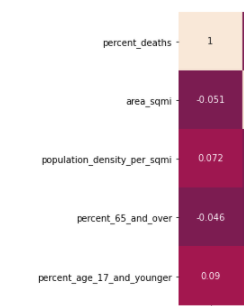 percent_deaths 1
area_sqmi -0.051
population_density_per_sqmi 0.072
percent_65_and_over -0.046
percent_age_17_and_younger 0.09